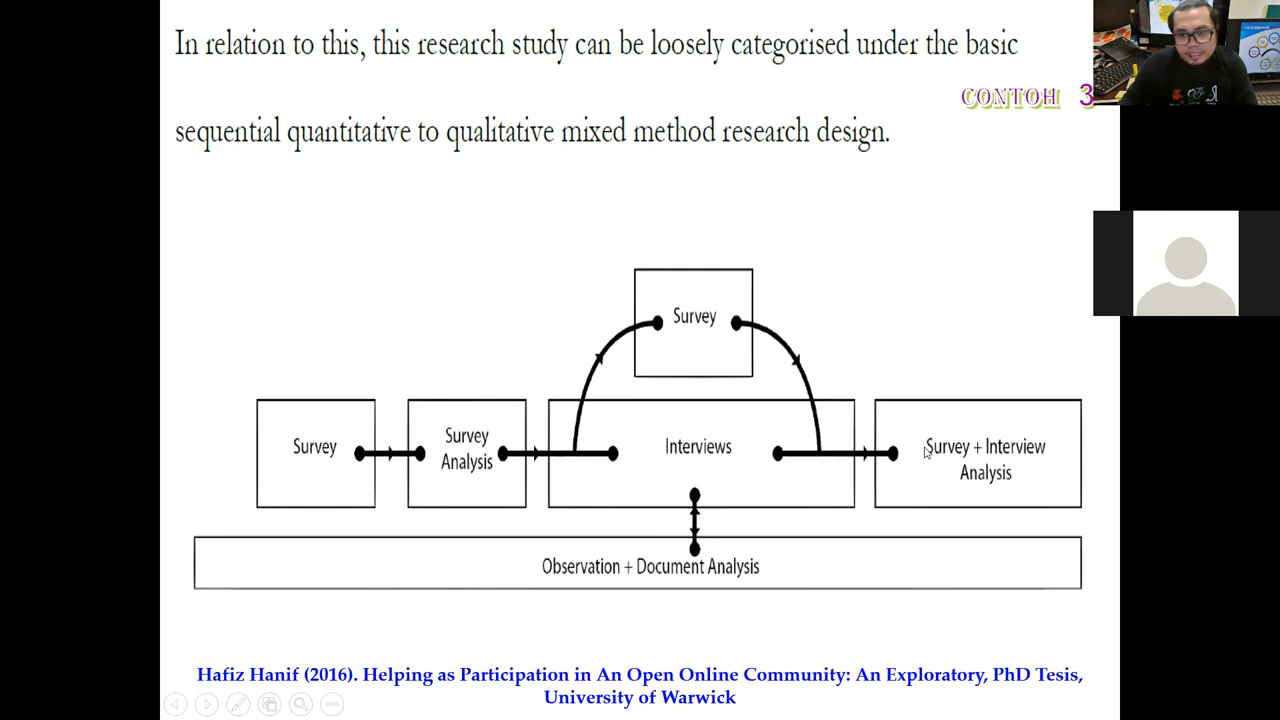 In relation to this, this research study can be loosely categorised under the basic
CONTOH 3
sequential quantitative to qualitative mixed method research design.
Survey
Survey
Survey
Analysis
Interviews
Survey + Interview
Analysis
Observation + Document Analysis
Hafiz Hanif (2016). Helping as Participation in An Open Online Community: An Exploratory, PhD Tesis,
University of Warwick